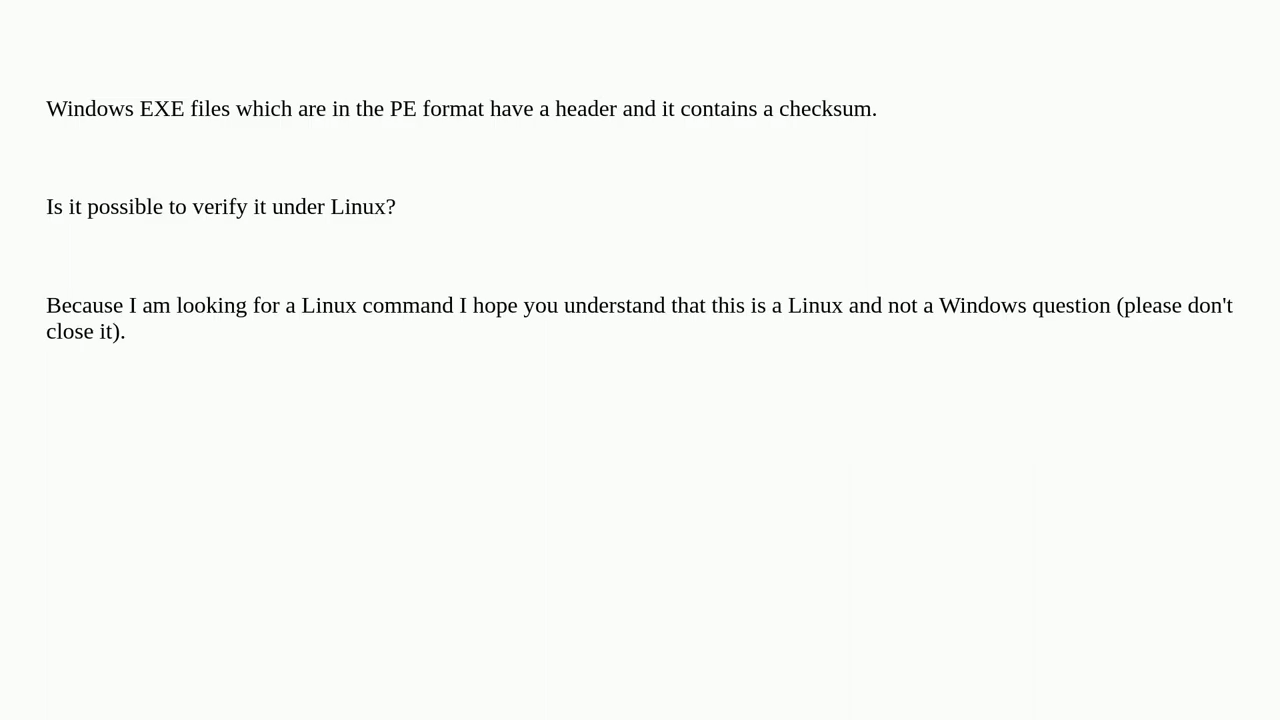 Windows EXE files which are in the PE format have a header and it contains a checksum.
Is it possible to verify it under Linux?
Because I am looking for a Linux command I hope you understand that this is a Linux and not a Windows question (please don't
close it).